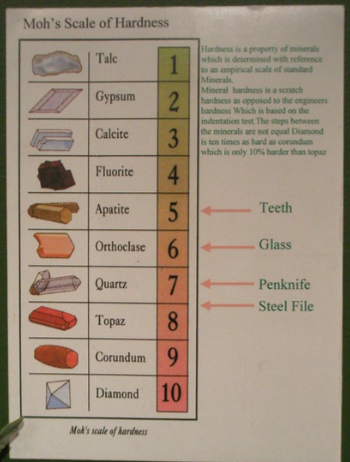 Moh's Scale of Hardness
Talc 1
Gypsum 2
Calcite 3
Fluorite 4
Apatite 5
Orthoclase 6
Quartz 7
Topaz 8
Corundum 9
Diamond 10
Moh's scale of hardness
Hardness is a property of minerals
which is determined with reference
to an empirical scale of standard
Minerals.
Mineral hardness is a scratch
hardness as opposed to the engineers
hardness Which is based on the
indentation test.The steps between
the minerals are not equal Diamond
is ten times as hard as corundum
which is only 10% harder than topaz
Teeth
Glass
Penknife
Steel File